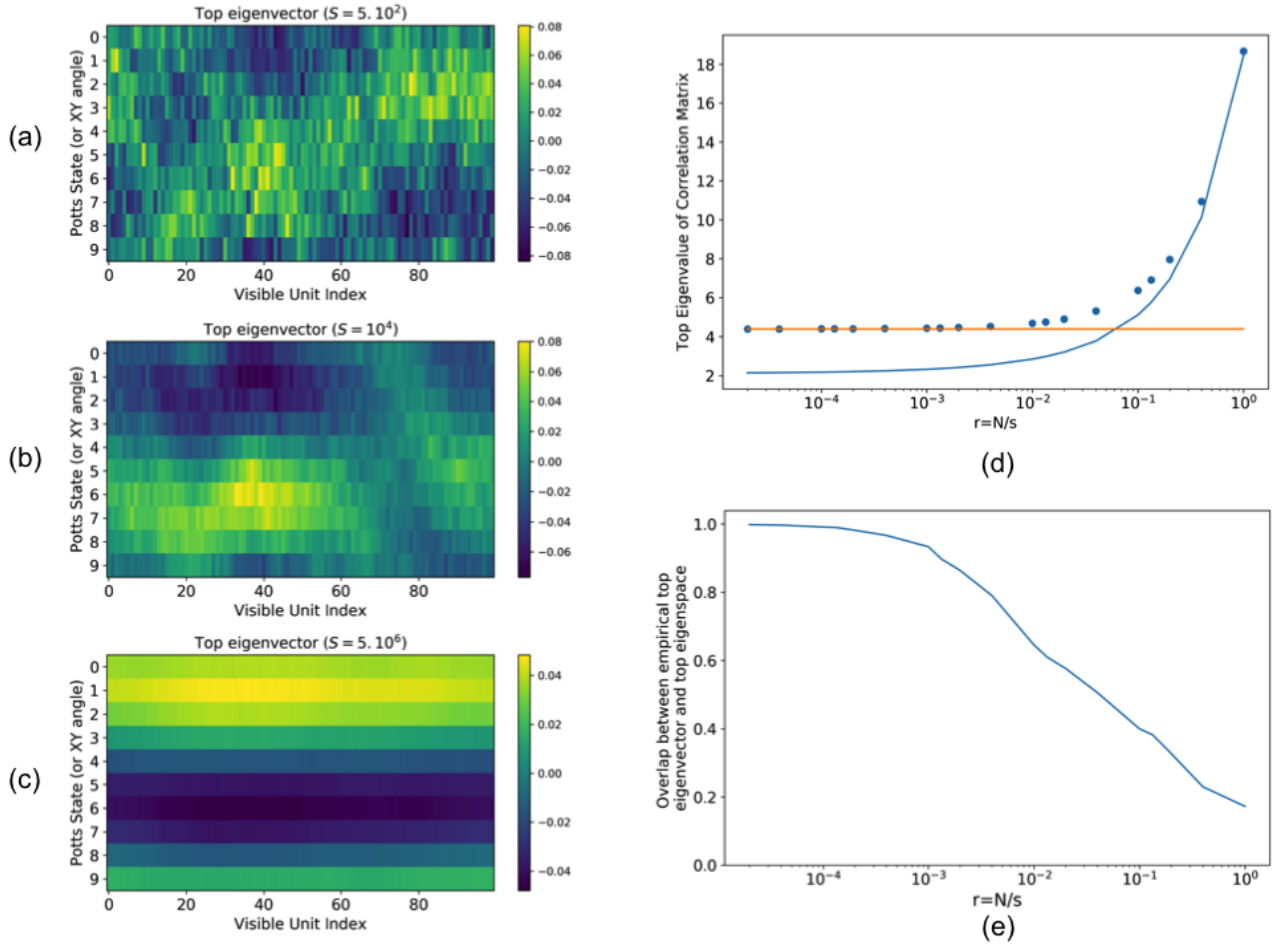 Top eigenvector (S = 5.10²)
0.08
0.06
0.04
0.02
0.00
−0.02
−0.04
−0.06
−0.08
Potts State (or XY angle)
0
1
2
3
4
5
6
7
8
9
0 20 40 60 80
Visible Unit Index
(a)
Top eigenvector (S = 10⁴)
0.08
0.06
0.04
0.02
0.00
−0.02
−0.04
−0.06
Potts State (or XY angle)
0
1
2
3
4
5
6
7
8
9
0 20 40 60 80
Visible Unit Index
(b)
Top eigenvector (S = 5.10⁶)
0.04
0.02
0.00
−0.02
−0.04
Potts State (or XY angle)
0
1
2
3
4
5
6
7
8
9
0 20 40 60 80
Visible Unit Index
(c)
Top Eigenvalue of Correlation Matrix
18
16
14
12
10
8
6
4
2
10⁻⁴ 10⁻³ 10⁻² 10⁻¹ 10⁰
r=N/s
(d)
Overlap between empirical top
eigenvector and top eigenspace
1.0
0.8
0.6
0.4
0.2
0.0
10⁻⁴ 10⁻³ 10⁻² 10⁻¹ 10⁰
r=N/s
(e)